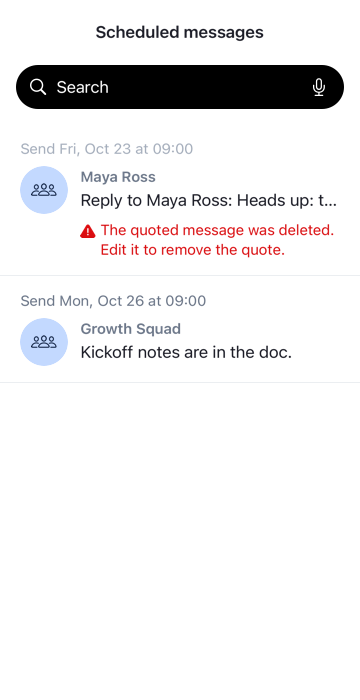 Scheduled messages
Search
Send Fri, Oct 23 at 09:00
Maya Ross
Reply to Maya Ross: Heads up: t...
The quoted message was deleted.
Edit it to remove the quote.
Send Mon, Oct 26 at 09:00
Growth Squad
Kickoff notes are in the doc.